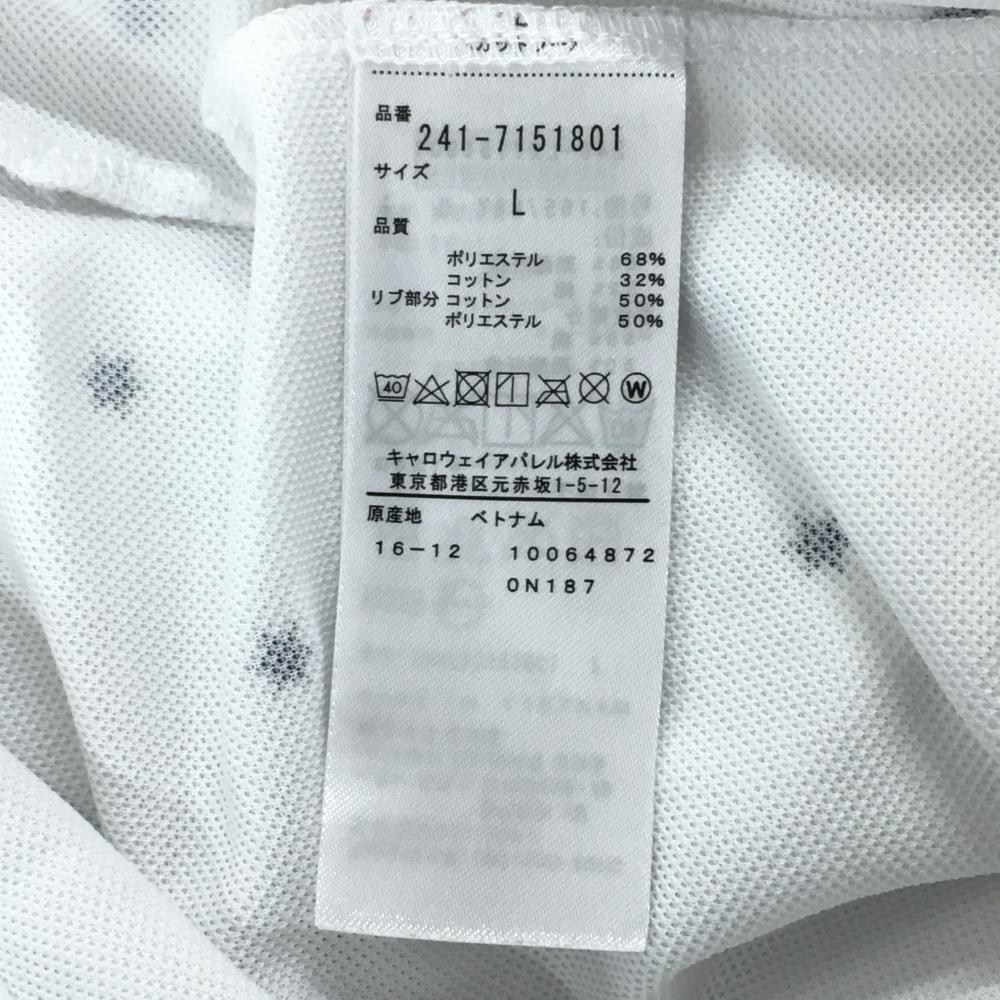 品番
241-7151801
サイズ
L
品質
ポリエステル 68%
コットン 32%
リブ部分 コットン 50%
ポリエステル 50%
40 W
キャロウェイアパレル株式会社
東京都港区元赤坂1-5-12
原産地 ベトナム
16-12 10064872
0N187